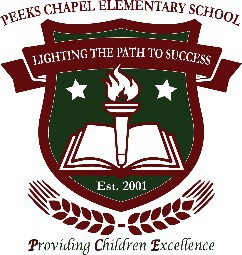 PEEKS CHAPEL ELEMENTARY SCHOOL
LIGHTING THE PATH TO SUCCESS
Est. 2001
Providing Children Excellence